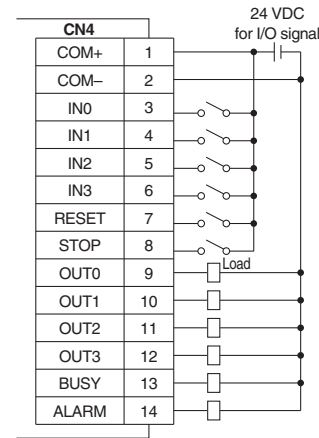 24 VDC
for I/O signal
CN4
COM+ 1
COM– 2
IN0 3
IN1 4
IN2 5
IN3 6
RESET 7
STOP 8
Load
OUT0 9
OUT1 10
OUT2 11
OUT3 12
BUSY 13
ALARM 14